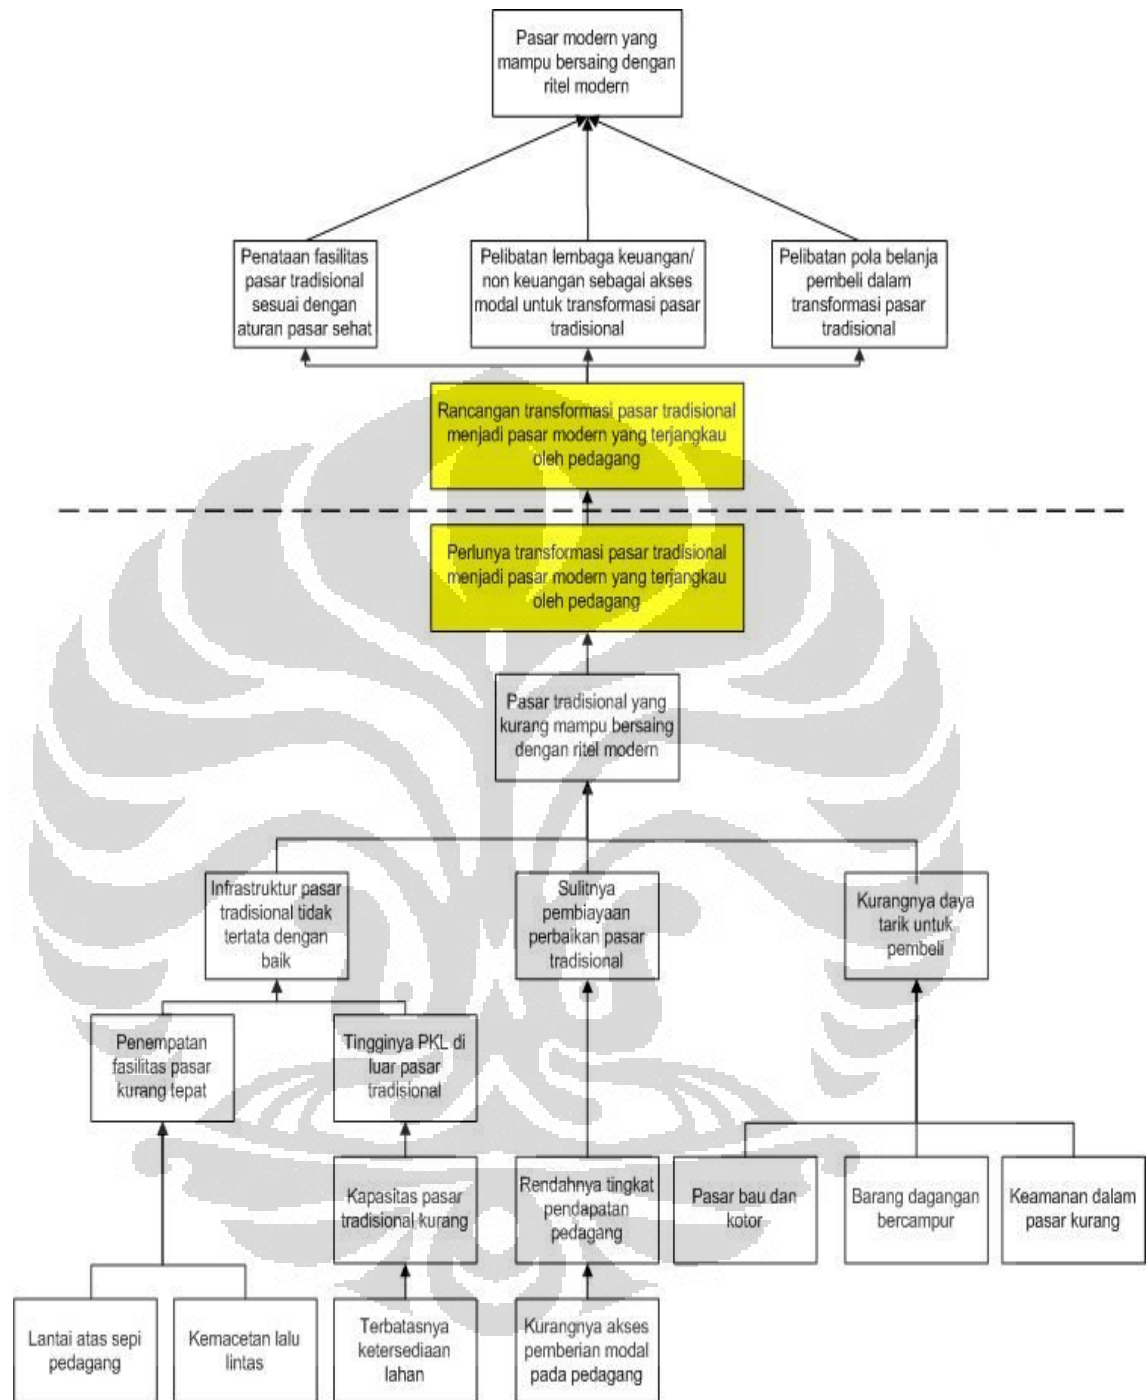 Pasar modern yang
mampu bersaing dengan
ritel modern
Penataan fasilitas
pasar tradisional
sesuai dengan
aturan pasar sehat
Pelibatan lembaga keuangan/
non keuangan sebagai akses
modal untuk transformasi pasar
tradisional
Pelibatan pola belanja
pembeli dalam
transformasi pasar
tradisional
Rancangan transformasi pasar tradisional
menjadi pasar modern yang terjangkau
oleh pedagang
Perlunya transformasi pasar tradisional
menjadi pasar modern yang terjangkau
oleh pedagang
Pasar tradisional yang
kurang mampu bersaing
dengan ritel modern
Infrastruktur pasar
tradisional tidak
tertata dengan
baik
Sulitnya
pembiayaan
perbaikan pasar
tradisional
Kurangnya daya
tarik untuk
pembeli
Penempatan
fasilitas pasar
kurang tepat
Tingginya PKL di
luar pasar
tradisional
Kapasitas pasar
tradisional kurang
Rendahnya tingkat
pendapatan
pedagang
Pasar bau dan
kotor
Barang dagangan
bercampur
Keamanan dalam
pasar kurang
Lantai atas sepi
pedagang
Kemacetan lalu
lintas
Terbatasnya
ketersediaan
lahan
Kurangnya akses
pemberian modal
pada pedagang